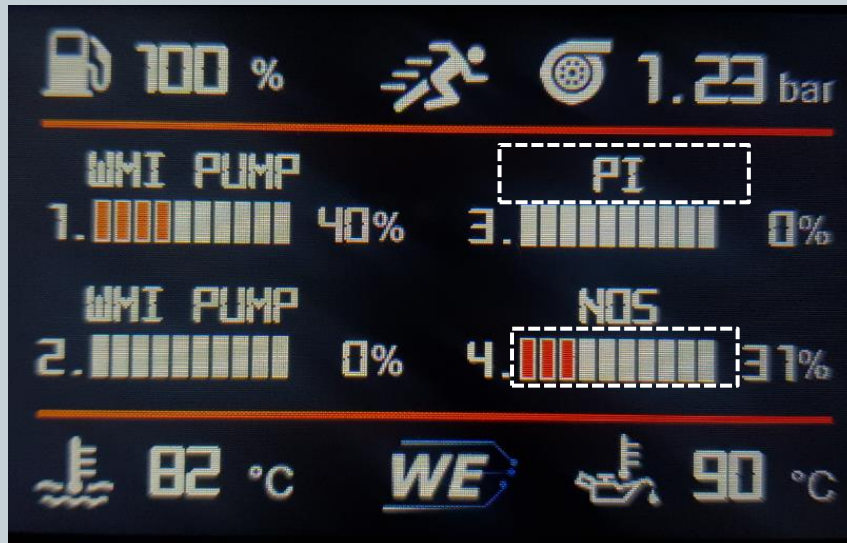 100 % 1.23 bar
WMI PUMP PI
1. 40% 3. 0%
WMI PUMP NOS
2. 0% 4. 31%
82 °C WE 90 °C